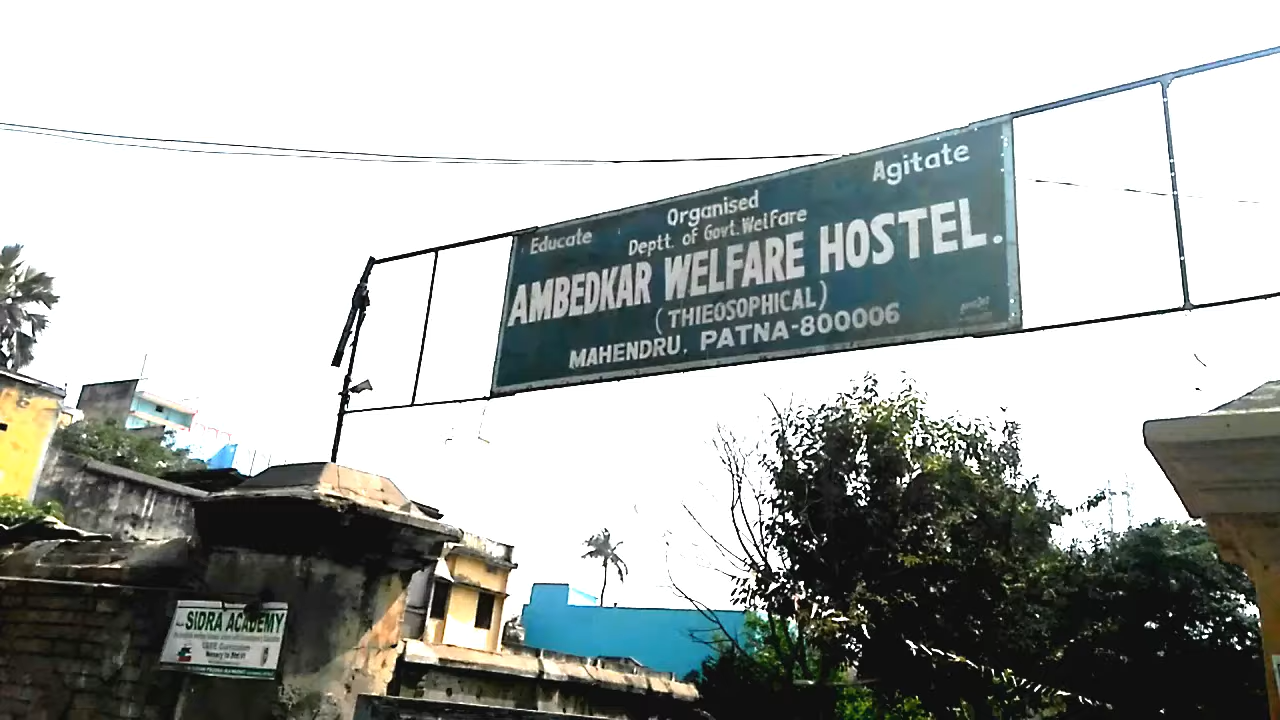 Educate Organised Agitate
Deptt. of Govt. Welfare
AMBEDKAR WELFARE HOSTEL.
(THIEOSOPHICAL)
MAHENDRU, PATNA-800006
SIDRA ACADEMY